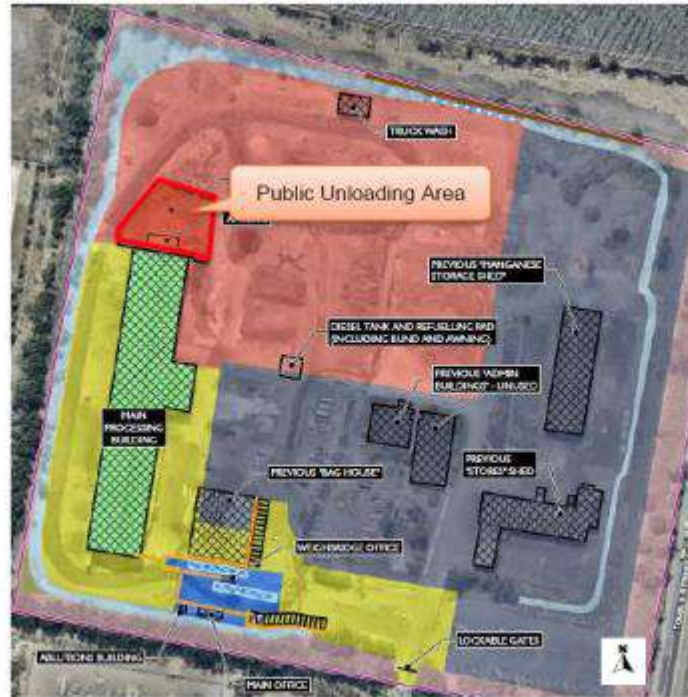 TRUCK WASH
Public Unloading Area
PREVIOUS "MANGANESE
STORAGE SHED"
DIESEL TANK AND REFUELLING PAD
(INCLUDING BUND AND AWNING)
PREVIOUS "ADMIN
BUILDINGS" - UNUSED
MAIN
PROCESSING
BUILDING
PREVIOUS "BAG HOUSE"
PREVIOUS
"STORES" SHED
WEIGHBRIDGE OFFICE
LOCKABLE GATES
ABLUTIONS BUILDING
MAIN OFFICE
N